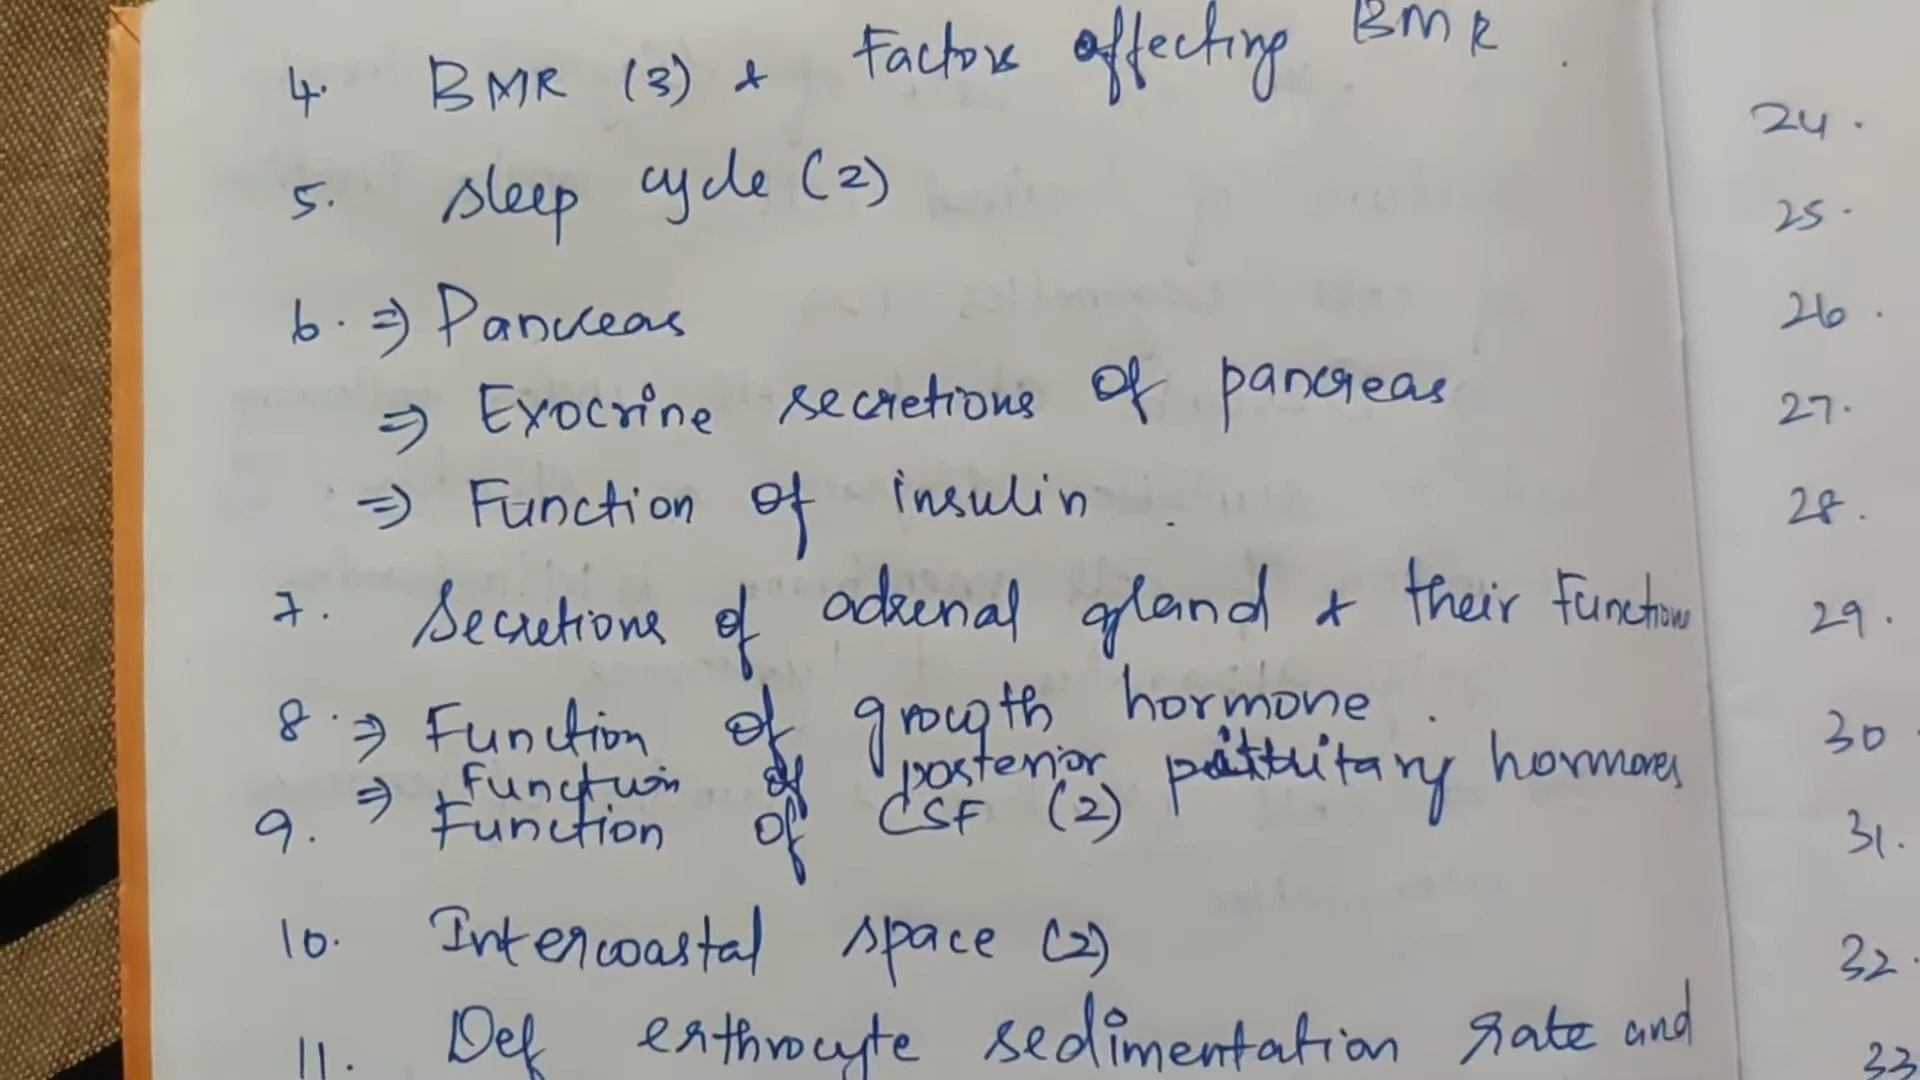 4. BMR (3) & Factors affecting BMR
5. sleep cycle (2)
6. ⇒ Pancreas
⇒ Exocrine secretions of pancreas
⇒ Function of insulin
7. Secretions of adrenal gland & their Functions
8. ⇒ Function of growth hormone.
⇒ Function of posterior pituitary hormones
9. Function of CSF (2)
10. Intercoastal space (2)
11. Def erthrocyte sedimentation rate and
24.
25.
26.
27.
28.
29.
30
31.
32.
33